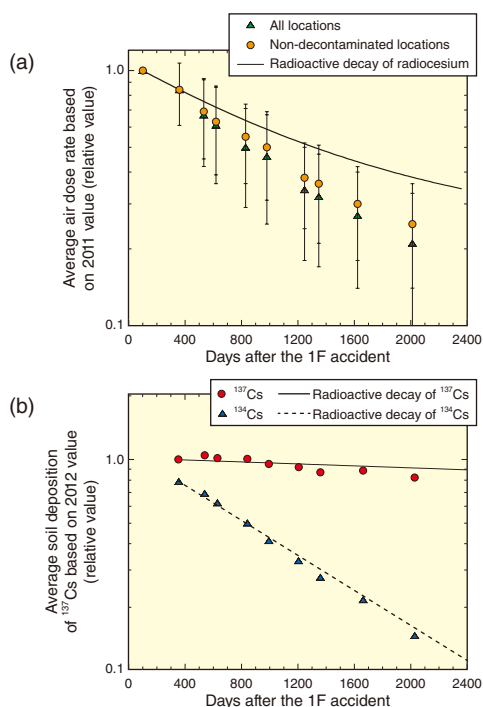 All locations
Non-decontaminated locations
Radioactive decay of radiocesium
(a)
Average air dose rate based
on 2011 value (relative value)
1.0
0.1
0 400 800 1200 1600 2000 2400
Days after the 1F accident
(b)
¹³⁷Cs Radioactive decay of ¹³⁷Cs
¹³⁴Cs Radioactive decay of ¹³⁴Cs
Average soil deposition
of ¹³⁷Cs based on 2012 value
(relative value)
1.0
0.1
0 400 800 1200 1600 2000 2400
Days after the 1F accident